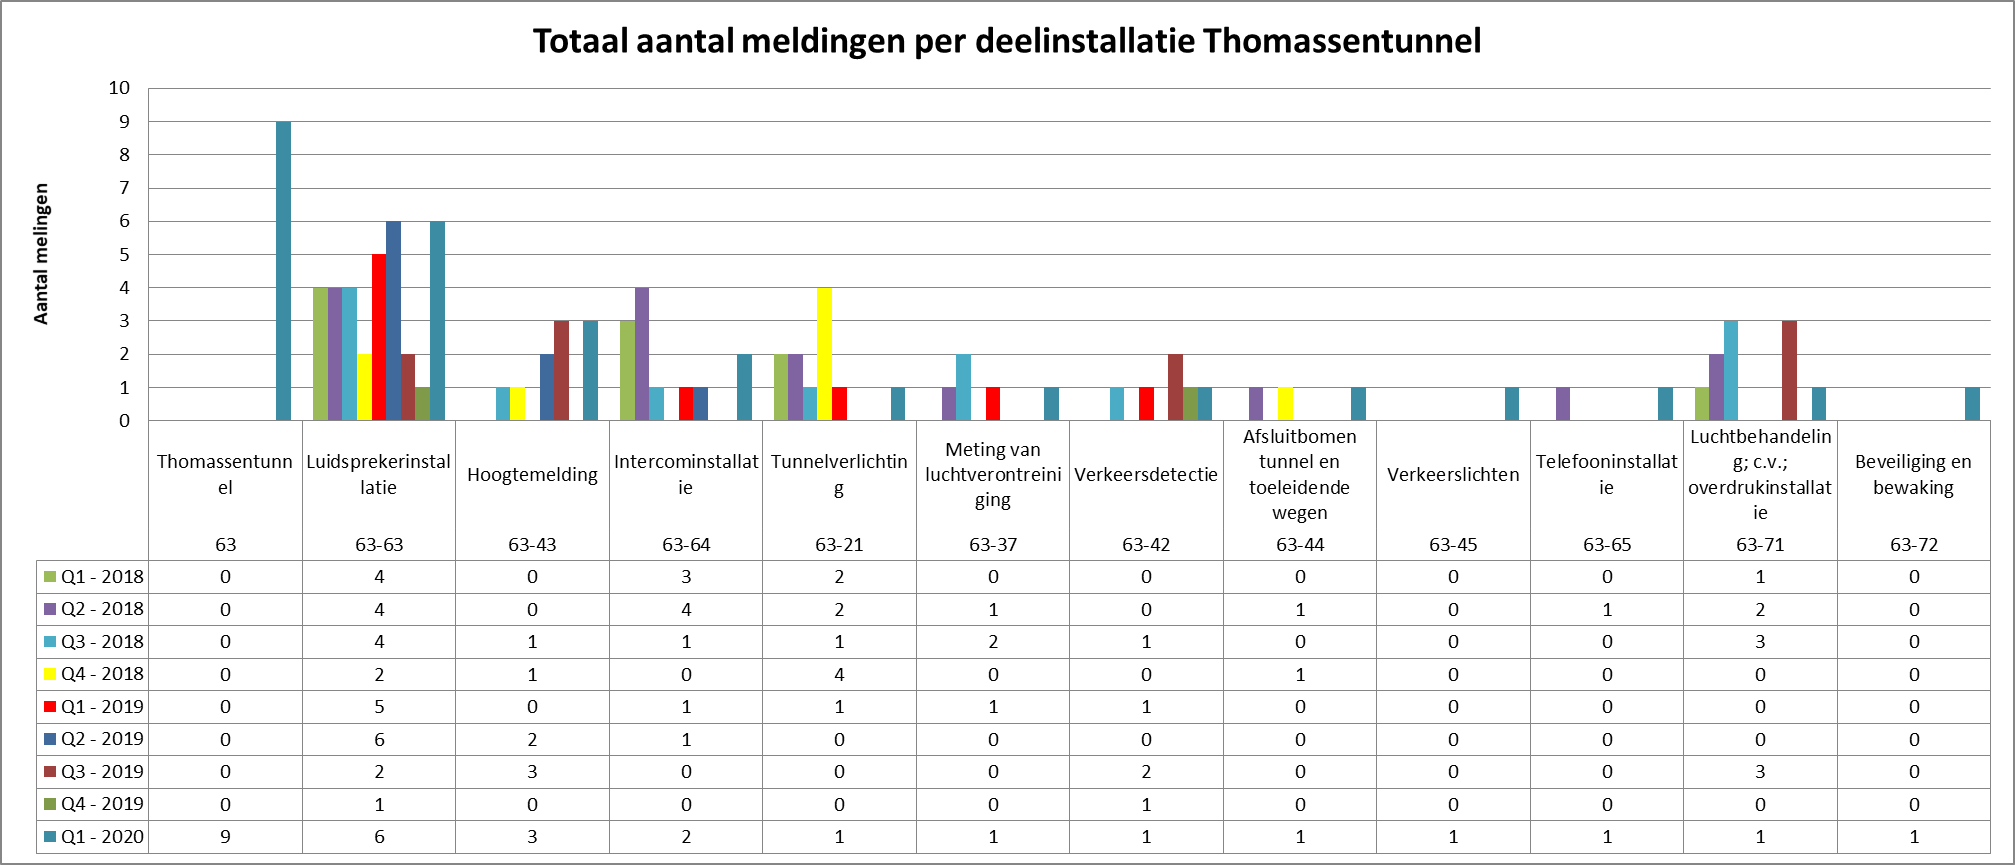 Totaal aantal meldingen per deelinstallatie Thomassentunnel
Aantal melingen
10
9
8
7
6
5
4
3
2
1
0
Thomassentunn
el
63
Luidsprekerinstal
latie
63-63
Hoogtemelding
63-43
Intercominstallat
ie
63-64
Tunnelverlichtin
g
63-21
Meting van
luchtverontreini
ging
63-37
Verkeersdetectie
63-42
Afsluitbomen
tunnel en
toeleidende
wegen
63-44
Verkeerslichten
63-45
Telefooninstallat
ie
63-65
Luchtbehandelin
g; c.v.;
overdrukinstallat
ie
63-71
Beveiliging en
bewaking
63-72
Q1 - 2018 0 4 0 3 2 0 0 0 0 0 1 0
Q2 - 2018 0 4 0 4 2 1 0 1 0 1 2 0
Q3 - 2018 0 4 1 1 1 2 1 0 0 0 3 0
Q4 - 2018 0 2 1 0 4 0 0 1 0 0 0 0
Q1 - 2019 0 5 0 1 1 1 1 0 0 0 0 0
Q2 - 2019 0 6 2 1 0 0 0 0 0 0 0 0
Q3 - 2019 0 2 3 0 0 0 2 0 0 0 3 0
Q4 - 2019 0 1 0 0 0 0 1 0 0 0 0 0
Q1 - 2020 9 6 3 2 1 1 1 1 1 1 1 1